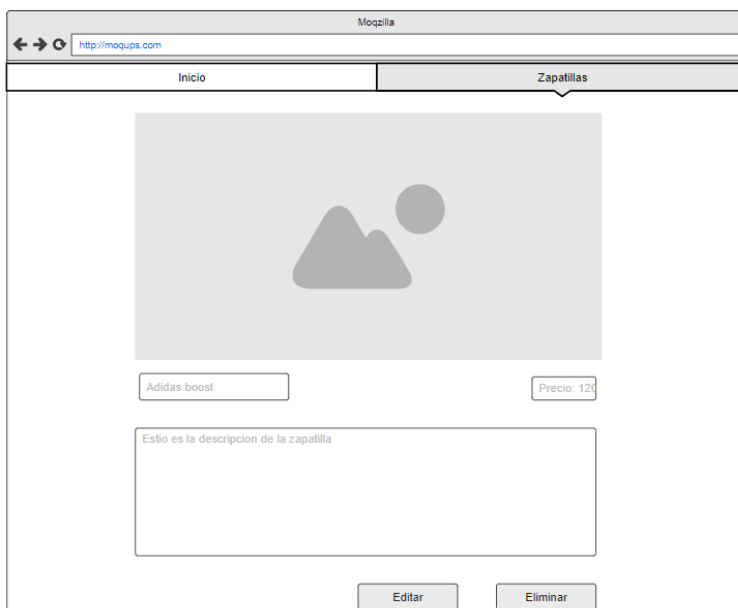 Moqzilla
http://moqups.com
Inicio
Zapatillas
Adidas boost
Precio: 120
Estio es la descripcion de la zapatilla
Editar
Eliminar